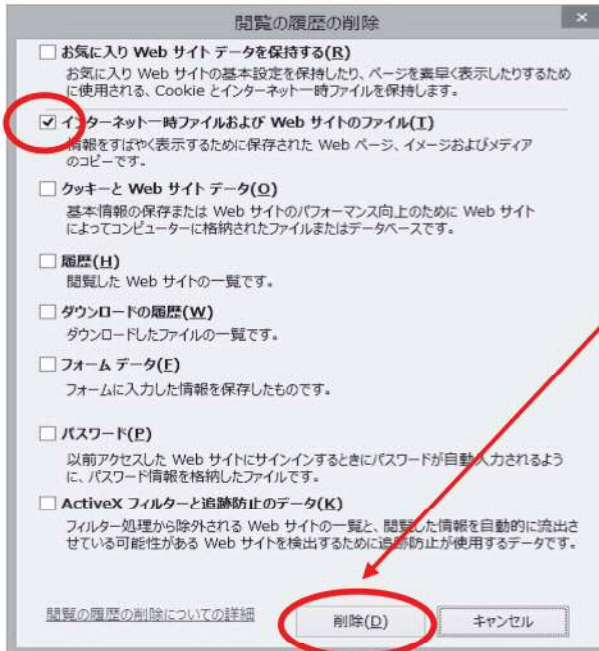 閲覧の履歴の削除
お気に入り Web サイト データを保持する(R)
お気に入り Web サイトの基本設定を保持したり、ページを素早く表示したりするため
に使用される、Cookie とインターネット一時ファイルを保持します。
インターネット一時ファイルおよび Web サイトのファイル(I)
情報をすばやく表示するために保存された Web ページ、イメージおよびメディア
のコピーです。
クッキーと Web サイト データ(O)
基本情報の保存または Web サイトのパフォーマンス向上のために Web サイト
によってコンピューターに格納されたファイルまたはデータベースです。
履歴(H)
閲覧した Web サイトの一覧です。
ダウンロードの履歴(W)
ダウンロードしたファイルの一覧です。
フォーム データ(F)
フォームに入力した情報を保存したものです。
パスワード(P)
以前アクセスした Web サイトにサインインするときにパスワードが自動入力されるよう
に、パスワード情報を格納したファイルです。
ActiveX フィルターと追跡防止のデータ(K)
フィルター処理から除外される Web サイトの一覧と、閲覧した情報を自動的に流出さ
せている可能性がある Web サイトを検出するために追跡防止が使用するデータです。
閲覧の履歴の削除についての詳細
削除(D)
キャンセル